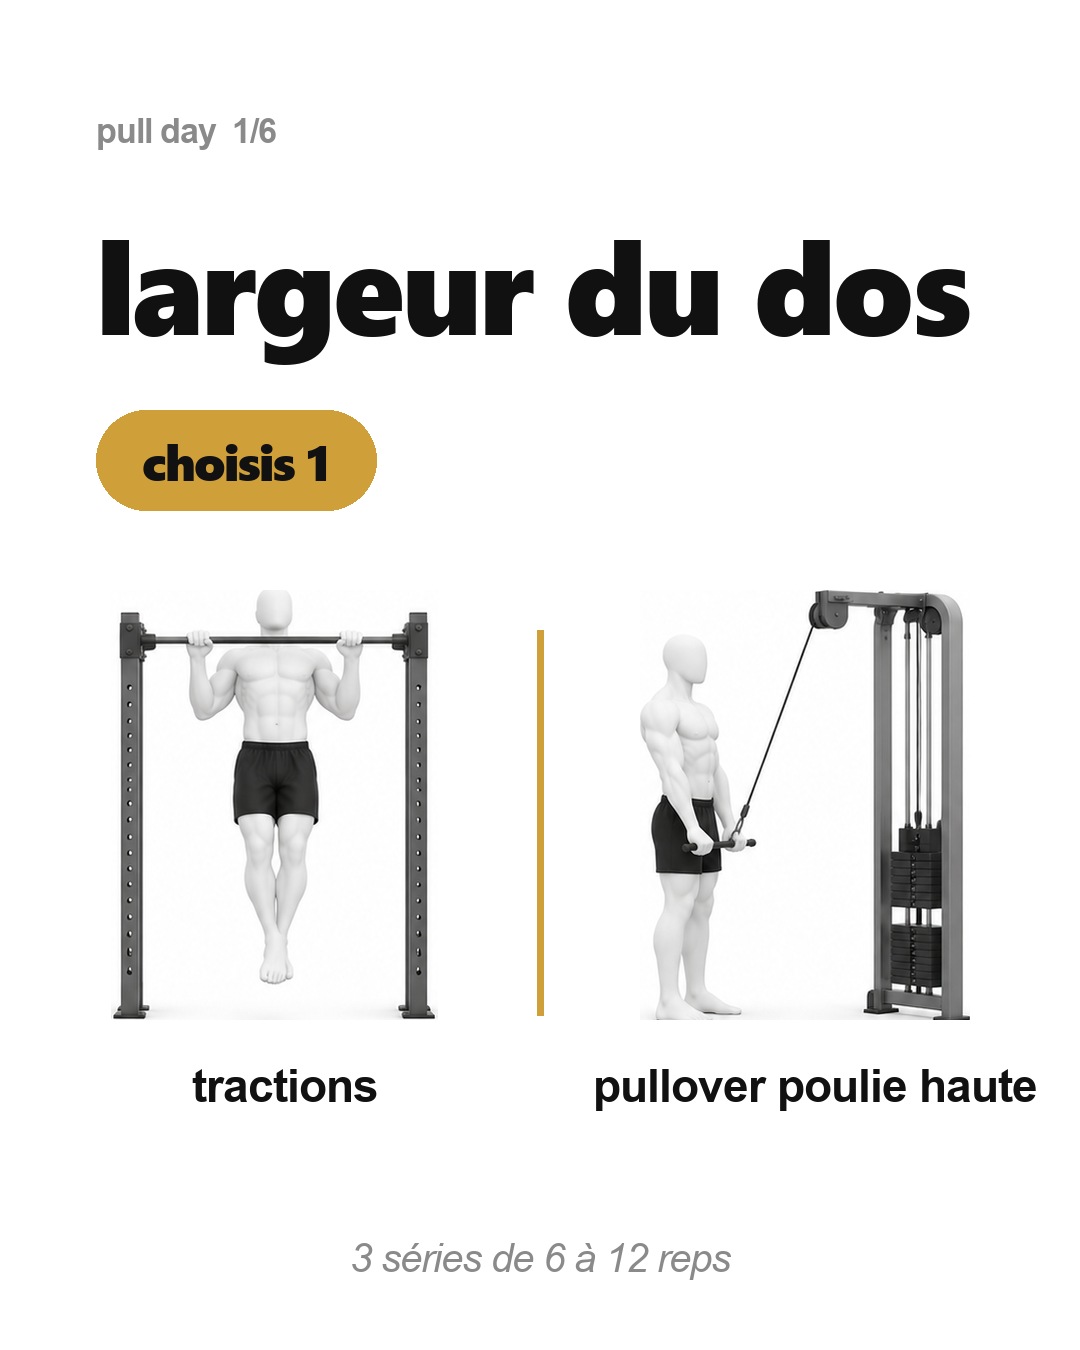 pull day 1/6
largeur du dos
choisis 1
tractions
pullover poulie haute
3 séries de 6 à 12 reps